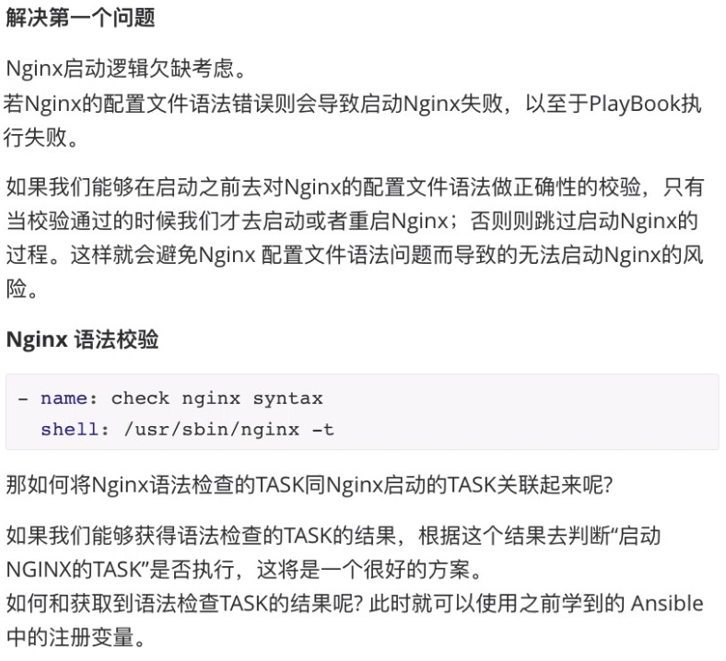 解决第一个问题
Nginx启动逻辑欠缺考虑。
若Nginx的配置文件语法错误则会导致启动Nginx失败，以至于PlayBook执
行失败。
如果我们能够在启动之前去对Nginx的配置文件语法做正确性的校验，只有
当校验通过的时候我们才去启动或者重启Nginx；否则则跳过启动Nginx的
过程。这样就会避免Nginx 配置文件语法问题而导致的无法启动Nginx的风
险。
Nginx 语法校验
- name: check nginx syntax
  shell: /usr/sbin/nginx -t
那如何将Nginx语法检查的TASK同Nginx启动的TASK关联起来呢?
如果我们能够获得语法检查的TASK的结果，根据这个结果去判断“启动
NGINX的TASK”是否执行，这将是一个很好的方案。
如何和获取到语法检查TASK的结果呢? 此时就可以使用之前学到的 Ansible
中的注册变量。